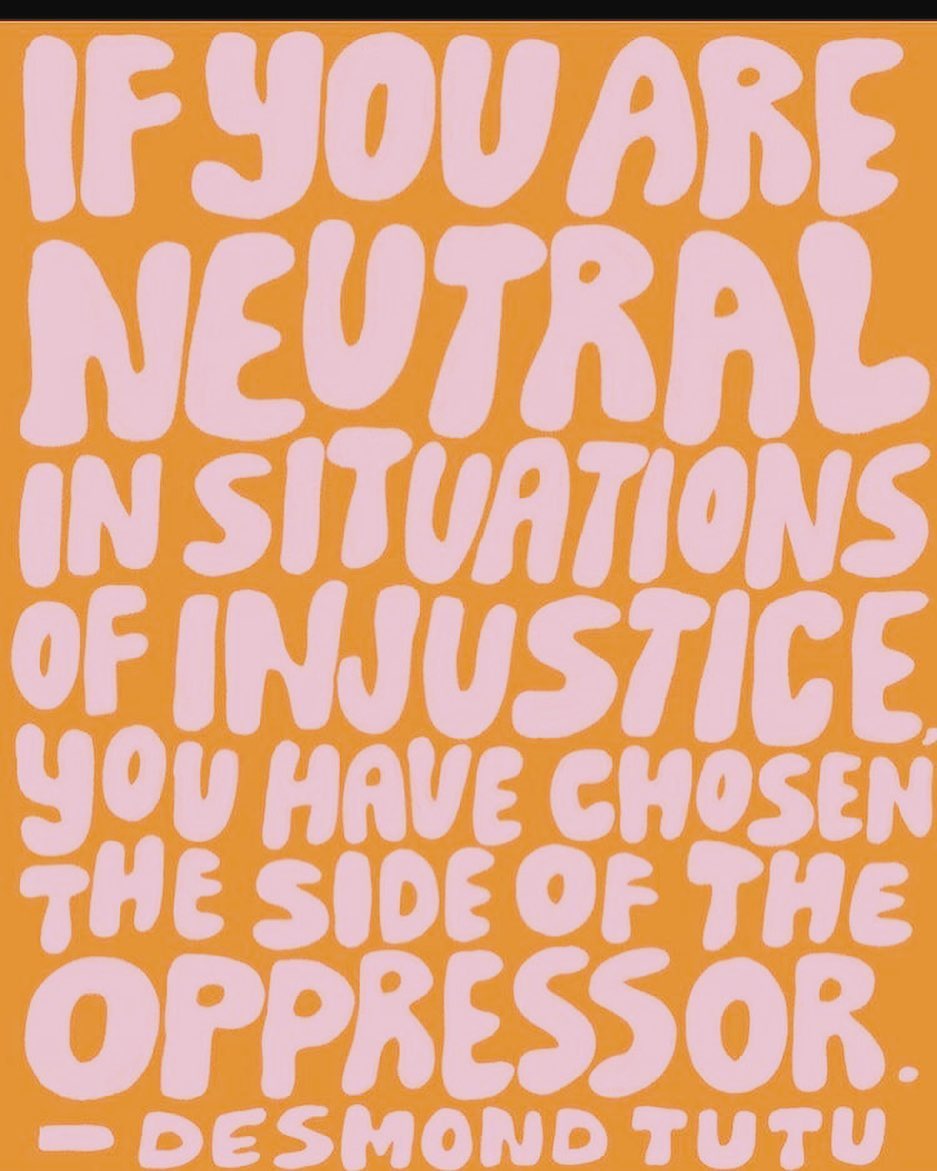 IF YOU ARE
NEUTRAL
IN SITUATIONS
OF INJUSTICE,
YOU HAVE CHOSEN
THE SIDE OF THE
OPPRESSOR.
— DESMOND TUTU